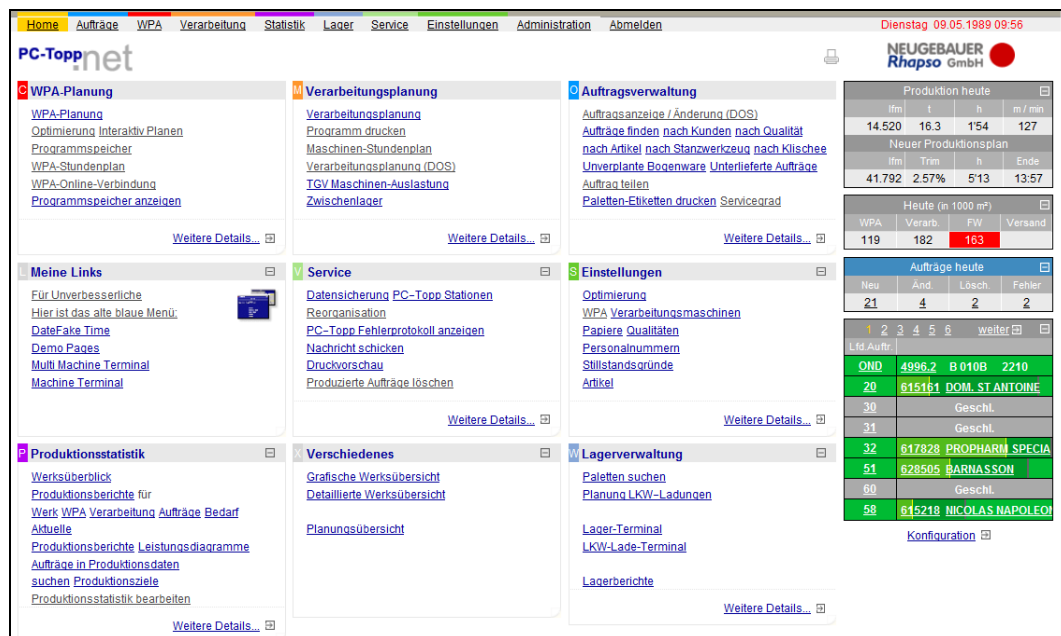 Home Aufträge WPA Verarbeitung Statistik Lager Service Einstellungen Administration Abmelden Dienstag 09.05.1989 09:56
PC-Topp.net
NEUGEBAUER
Rhapso GmbH
C WPA-Planung
WPA-Planung
Optimierung Interaktiv Planen
Programmspeicher
WPA-Stundenplan
WPA-Online-Verbindung
Programmspeicher anzeigen
Weitere Details...
M Verarbeitungsplanung
Verarbeitungsplanung
Programm drucken
Maschinen-Stundenplan
Verarbeitungsplanung (DOS)
TGV Maschinen-Auslastung
Zwischenlager
Weitere Details...
O Auftragsverwaltung
Auftragsanzeige / Änderung (DOS)
Aufträge finden nach Kunden nach Qualität
nach Artikel nach Stanzwerkzeug nach Klischee
Unverplante Bogenware Unterlieferte Aufträge
Auftrag teilen
Paletten-Etiketten drucken Servicegrad
Weitere Details...
L Meine Links
Für Unverbesserliche
Hier ist das alte blaue Menü:
DateFake Time
Demo Pages
Multi Machine Terminal
Machine Terminal
V Service
Datensicherung PC-Topp Stationen
Reorganisation
PC-Topp Fehlerprotokoll anzeigen
Nachricht schicken
Druckvorschau
Produzierte Aufträge löschen
Weitere Details...
S Einstellungen
Optimierung
WPA Verarbeitungsmaschinen
Papiere Qualitäten
Personalnummern
Stillstandsgründe
Artikel
Weitere Details...
P Produktionsstatistik
Werksüberblick
Produktionsberichte für
Werk WPA Verarbeitung Aufträge Bedarf
Aktuelle
Produktionsberichte Leistungsdiagramme
Aufträge in Produktionsdaten
suchen Produktionsziele
Produktionsstatistik bearbeiten
Weitere Details...
X Verschiedenes
Grafische Werksübersicht
Detaillierte Werksübersicht
Planungsübersicht
W Lagerverwaltung
Paletten suchen
Planung LKW-Ladungen
Lager-Terminal
LKW-Lade-Terminal
Lagerberichte
Weitere Details...
Produktion heute
lfm t h m / min
14.520 16.3 1'54 127
Neuer Produktionsplan
lfm Trim h Ende
41.792 2.57% 5'13 13:57
Heute (in 1000 m²)
WPA Verarb. FW Versand
119 182 163
Aufträge heute
Neu Änd. Lösch. Fehler
21 4 2 2
1 2 3 4 5 6 weiter
Lfd.Auftr.
OND 4996.2 B 010B 2210
20 615161 DOM. ST ANTOINE
30 Geschl.
31 Geschl.
32 617828 PROPHARM SPECIA
51 628505 BARNASSON
60 Geschl.
58 615218 NICOLAS NAPOLEON
Konfiguration